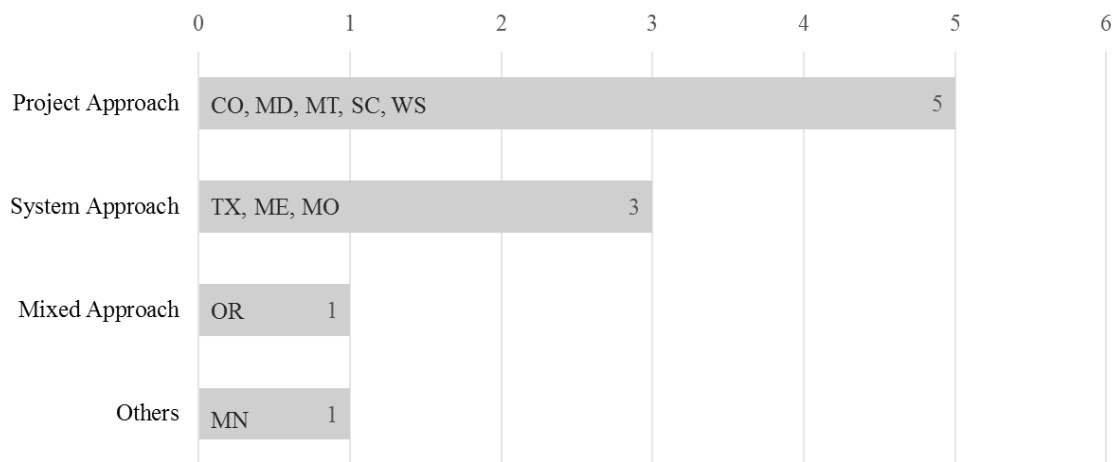 0 1 2 3 4 5 6
Project Approach CO, MD, MT, SC, WS 5
System Approach TX, ME, MO 3
Mixed Approach OR 1
Others MN 1